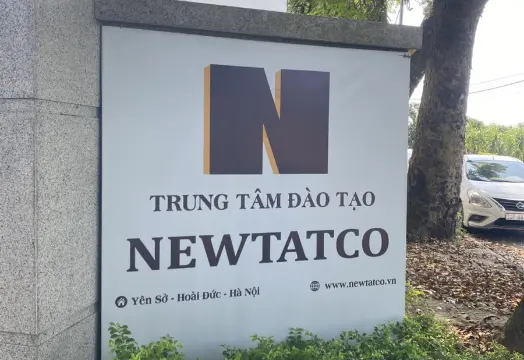 N
TRUNG TÂM ĐÀO TẠO
NEWTATCO
Yên Sở - Hoài Đức - Hà Nội
www.newtatco.vn